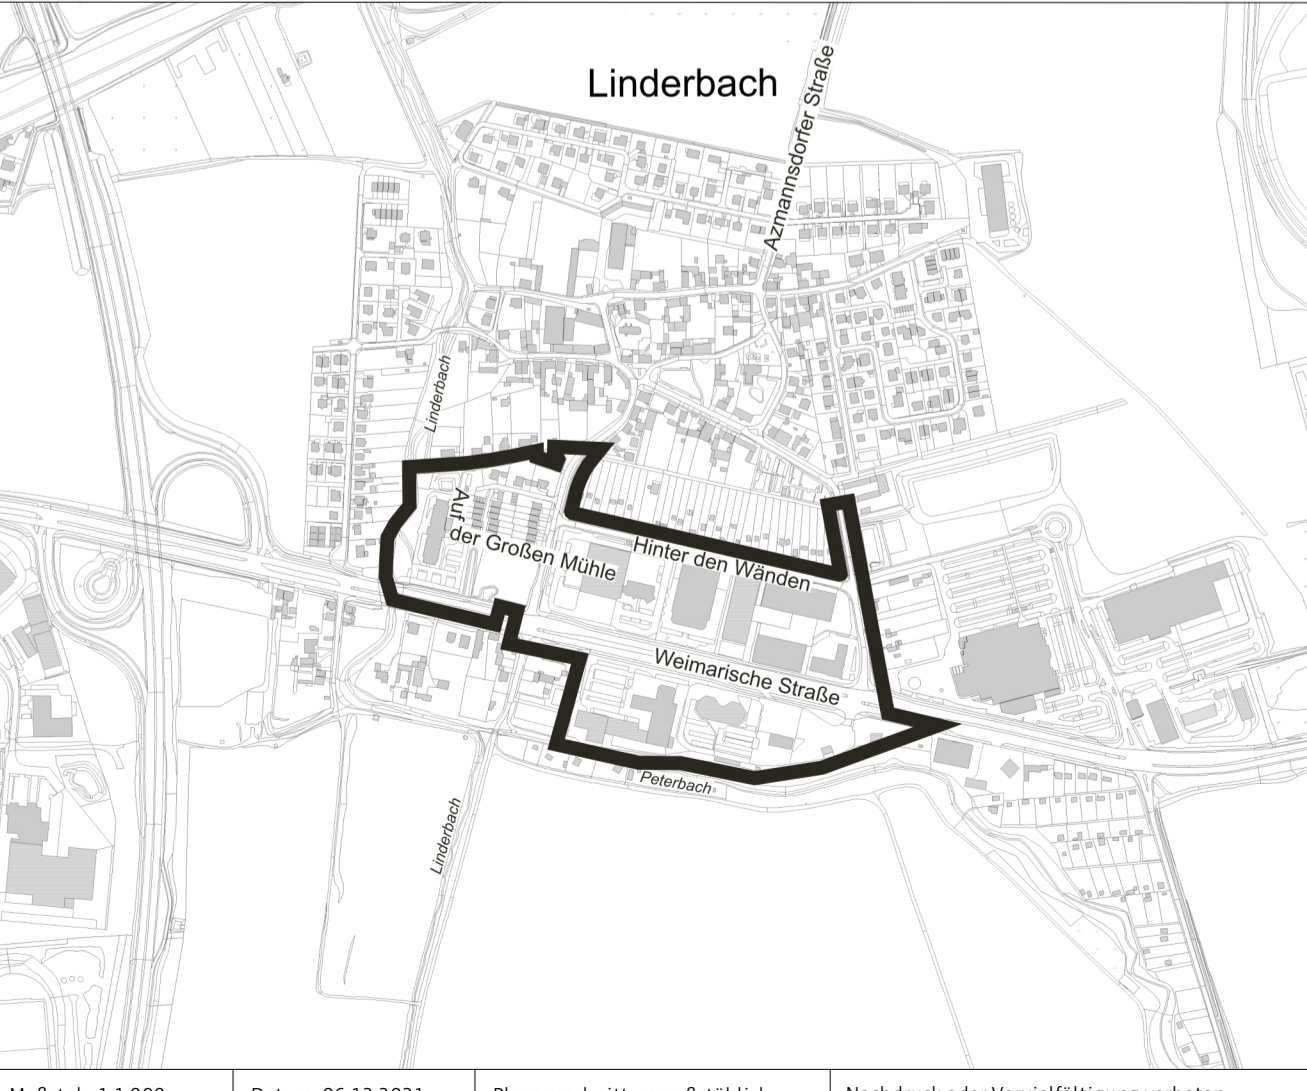 Linderbach
Azmannsdorfer Straße
Linderbach
Auf
der Großen Mühle
Hinter den Wänden
Weimarische Straße
Peterbach
Linderbach